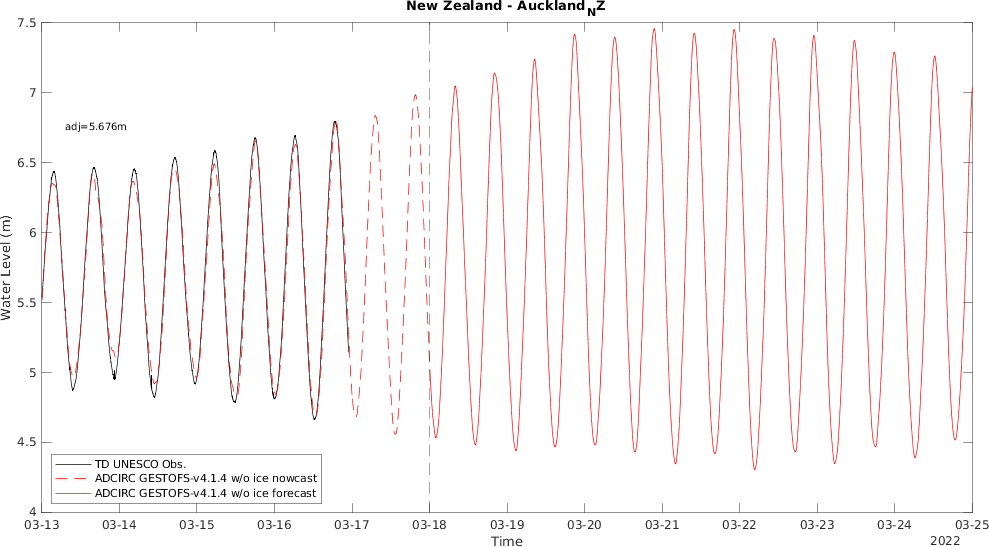 New Zealand - Auckland_NZ
7.5
7
6.5
6
5.5
5
4.5
4
Water Level (m)
adj=5.676m
TD UNESCO Obs.
ADCIRC GESTOFS-v4.1.4 w/o ice nowcast
ADCIRC GESTOFS-v4.1.4 w/o ice forecast
03-13 03-14 03-15 03-16 03-17 03-18 03-19 03-20 03-21 03-22 03-23 03-24 03-25
Time
2022